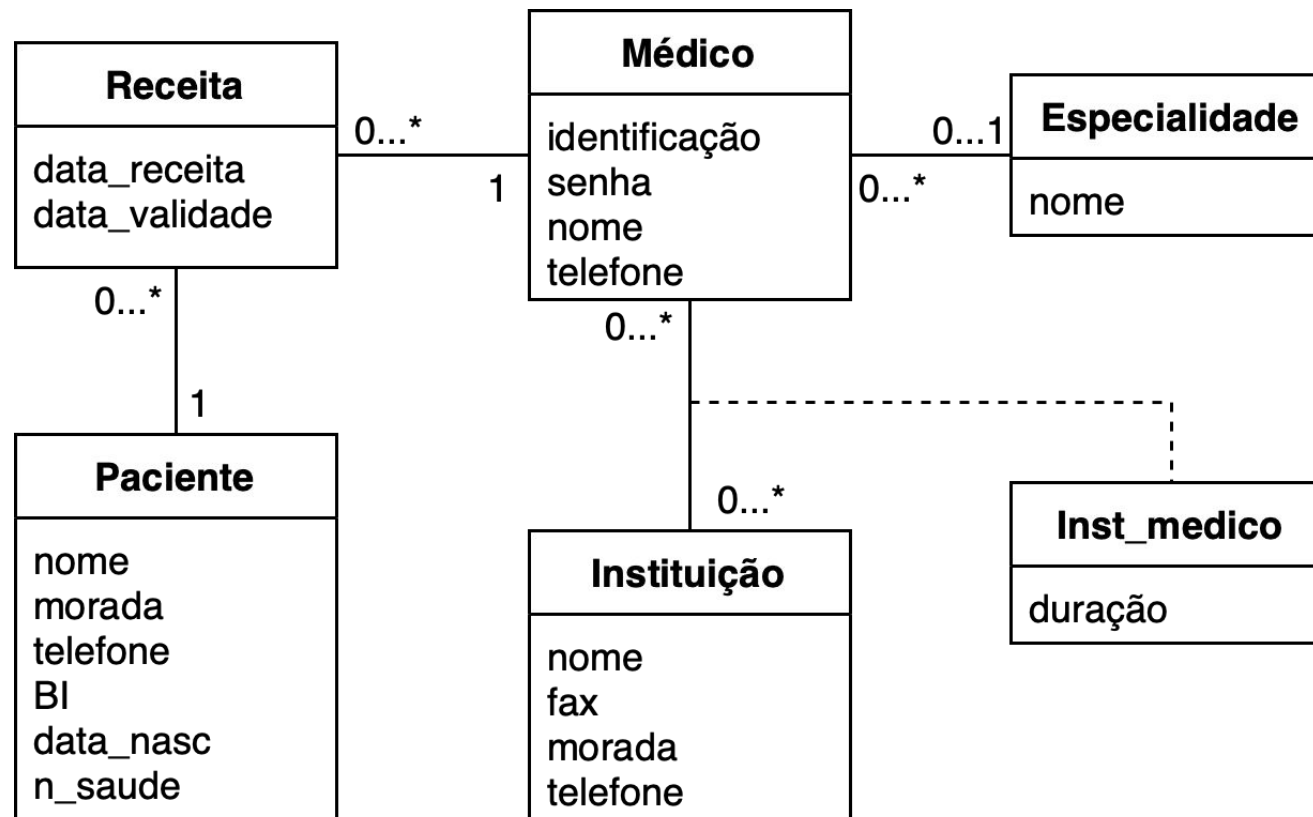 Receita
data_receita
data_validade
0...*
1
Médico
identificação
senha
nome
telefone
0...1
0...*
Especialidade
nome
0...*
1
Paciente
nome
morada
telefone
BI
data_nasc
n_saude
0...*
0...*
Instituição
nome
fax
morada
telefone
Inst_medico
duração